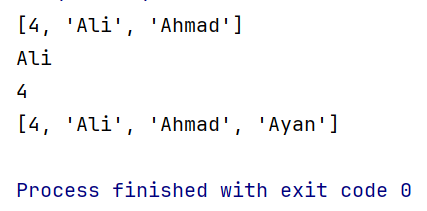 [4, 'Ali', 'Ahmad']
Ali
4
[4, 'Ali', 'Ahmad', 'Ayan']
Process finished with exit code 0